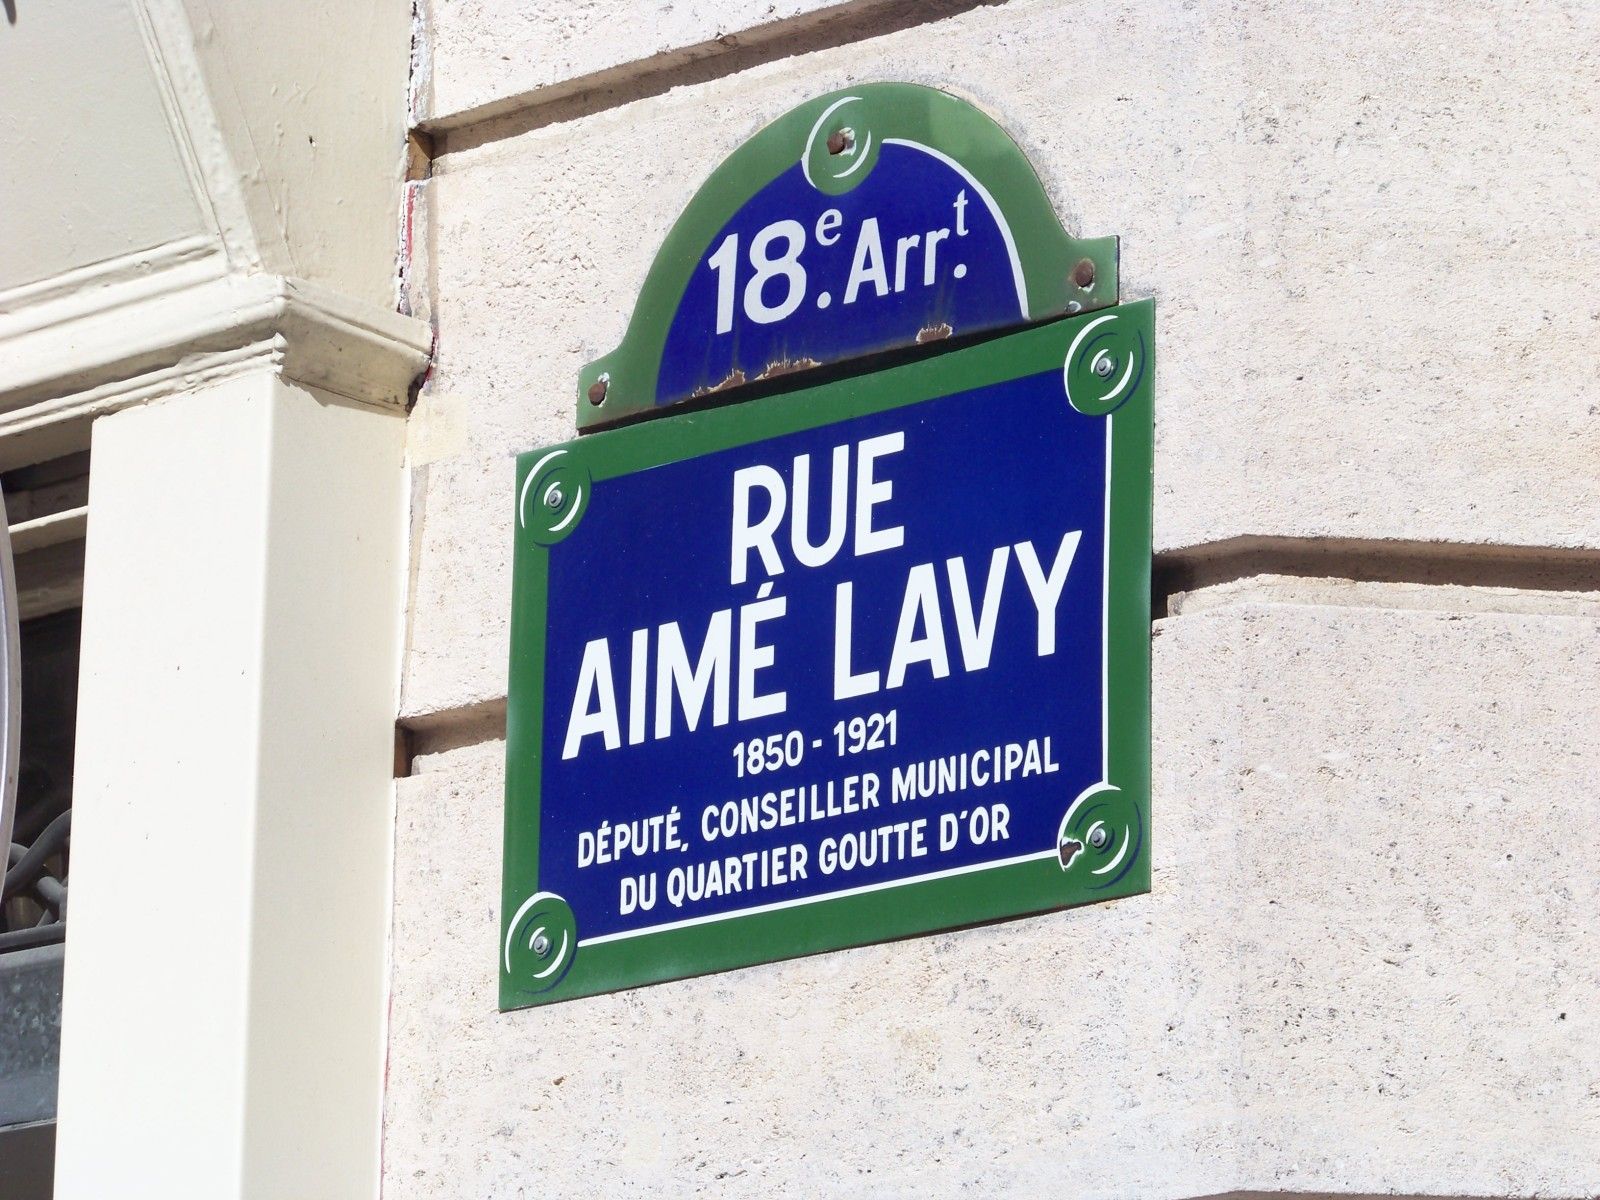 18e. Arrt.
RUE
AIMÉ LAVY
1850 - 1921
DÉPUTÉ, CONSEILLER MUNICIPAL
DU QUARTIER GOUTTE D'OR